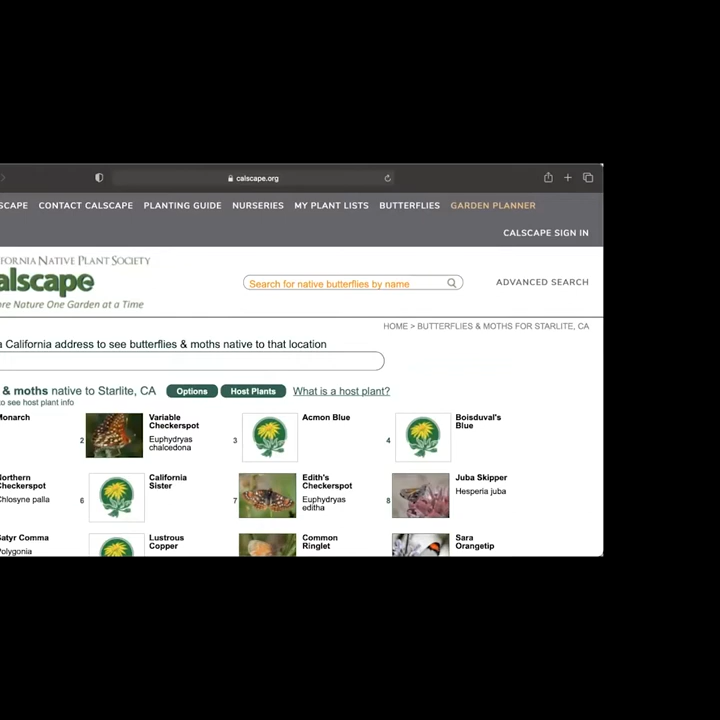 calscape.org
SCAPE CONTACT CALSCAPE PLANTING GUIDE NURSERIES MY PLANT LISTS BUTTERFLIES GARDEN PLANNER
CALSCAPE SIGN IN
FORNIA NATIVE PLANT SOCIETY
alscape
ore Nature One Garden at a Time
Search for native butterflies by name
ADVANCED SEARCH
HOME > BUTTERFLIES & MOTHS FOR STARLITE, CA
a California address to see butterflies & moths native to that location
& moths native to Starlite, CA Options Host Plants What is a host plant?
to see host plant info
Monarch
2
Variable
Checkerspot
Euphydryas
chalcedona
3
Acmon Blue
4
Boisduval's
Blue
Northern
Checkerspot
Chlosyne palla
6
California
Sister
7
Edith's
Checkerspot
Euphydryas
editha
8
Juba Skipper
Hesperia juba
Satyr Comma
Polygonia
Lustrous
Copper
Common
Ringlet
Sara
Orangetip